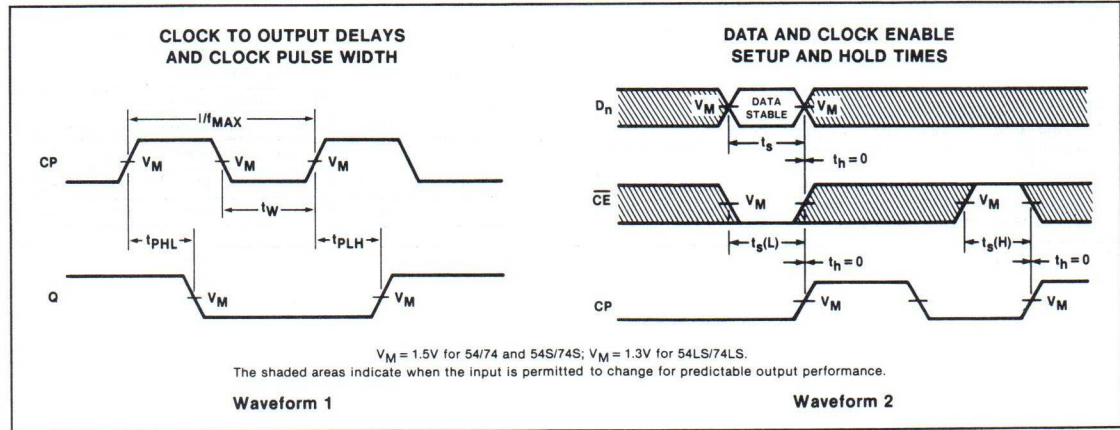 CLOCK TO OUTPUT DELAYS
AND CLOCK PULSE WIDTH
l/fMAX
CP
VM
VM
VM
tW
tPHL
tPLH
Q
VM
VM
DATA AND CLOCK ENABLE
SETUP AND HOLD TIMES
Dn
VM
DATA
STABLE
VM
ts
th = 0
CE
VM
VM
ts(L)
ts(H)
th = 0
th = 0
CP
VM
VM
VM = 1.5V for 54/74 and 54S/74S; VM = 1.3V for 54LS/74LS.
The shaded areas indicate when the input is permitted to change for predictable output performance.
Waveform 1
Waveform 2